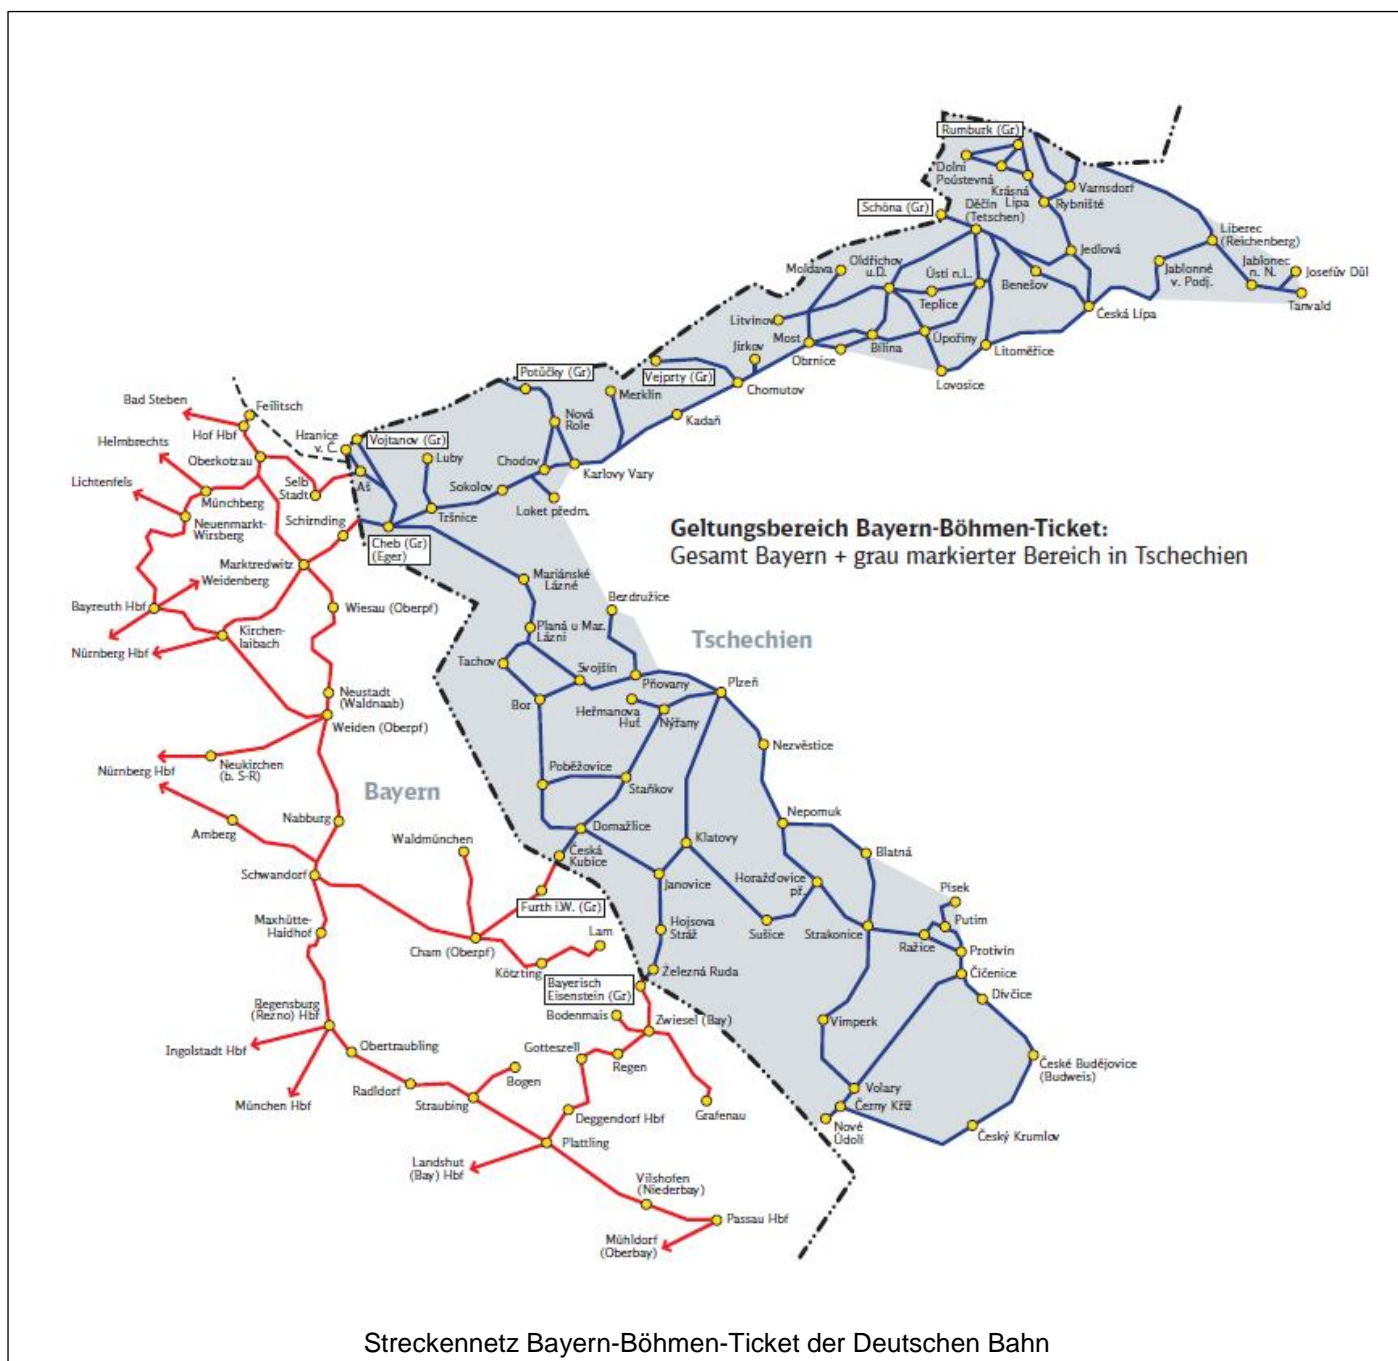 Rumburk (Gr)
Dolní
Poústevná
Krásná
Lípa
Varnsdorf
Rybniště
Schöna (Gr)
Děčín
(Tetschen)
Liberec
(Reichenberg)
Jedlová
Moldava
Oldřichov
u.D.
Ústí n.L.
Benešov
Jablonné
v. Podj.
Jablonec
n. N.
Josefův Důl
Tanvald
Teplice
Česká Lípa
Litvínov
Most
Obrnice
Bílina
Úpořiny
Litoměřice
Lovosice
Jirkov
Potůčky (Gr)
Vejprty (Gr)
Chomutov
Merklín
Kadaň
Bad Steben
Feilitsch
Hof Hbf
Hranice
v. Č.
Vojtanov (Gr)
Nová
Role
Helmbrechts
Oberkotzau
Luby
Chodov
Karlovy Vary
Lichtenfels
Münchberg
Selb
Stadt
Aš
Sokolov
Loket předm.
Neuenmarkt-
Wirsberg
Schirnding
Tršnice
Cheb (Gr)
(Eger)
Geltungsbereich Bayern-Böhmen-Ticket:
Gesamt Bayern + grau markierter Bereich in Tschechien
Marktredwitz
Weidenberg
Mariánské
Lázně
Bayreuth Hbf
Wiesau (Oberpf)
Bezdružice
Nürnberg Hbf
Kirchen-
laibach
Planá u Mar.
Lázní
Tschechien
Tachov
Svojšín
Pňovany
Plzeň
Neustadt
(Waldnaab)
Bor
Heřmanova
Huť
Nýřany
Weiden (Oberpf)
Nezvěstice
Nürnberg Hbf
Neukirchen
(b. S-R)
Bayern
Poběžovice
Staňkov
Amberg
Nabburg
Waldmünchen
Domažlice
Klatovy
Nepomuk
Česká
Kubice
Blatná
Schwandorf
Janovice
Horažďovice
př.
Písek
Furth i.W. (Gr)
Maxhütte-
Haidhof
Cham (Oberpf)
Lam
Hojsova
Stráž
Sušice
Strakonice
Putim
Ražice
Protivín
Kötzting
Železná Ruda
Číčenice
Bayerisch
Eisenstein (Gr)
Dívčice
Regensburg
(Rezno) Hbf
Bodenmais
Zwiesel (Bay)
Vimperk
Ingolstadt Hbf
Obertraubling
Gotteszell
Regen
České Budějovice
(Budweis)
München Hbf
Radldorf
Straubing
Bogen
Deggendorf Hbf
Grafenau
Volary
Černy Kříž
Nové
Údolí
Český Krumlov
Plattling
Landshut
(Bay) Hbf
Vilshofen
(Niederbay)
Passau Hbf
Mühldorf
(Oberbay)
Streckennetz Bayern-Böhmen-Ticket der Deutschen Bahn